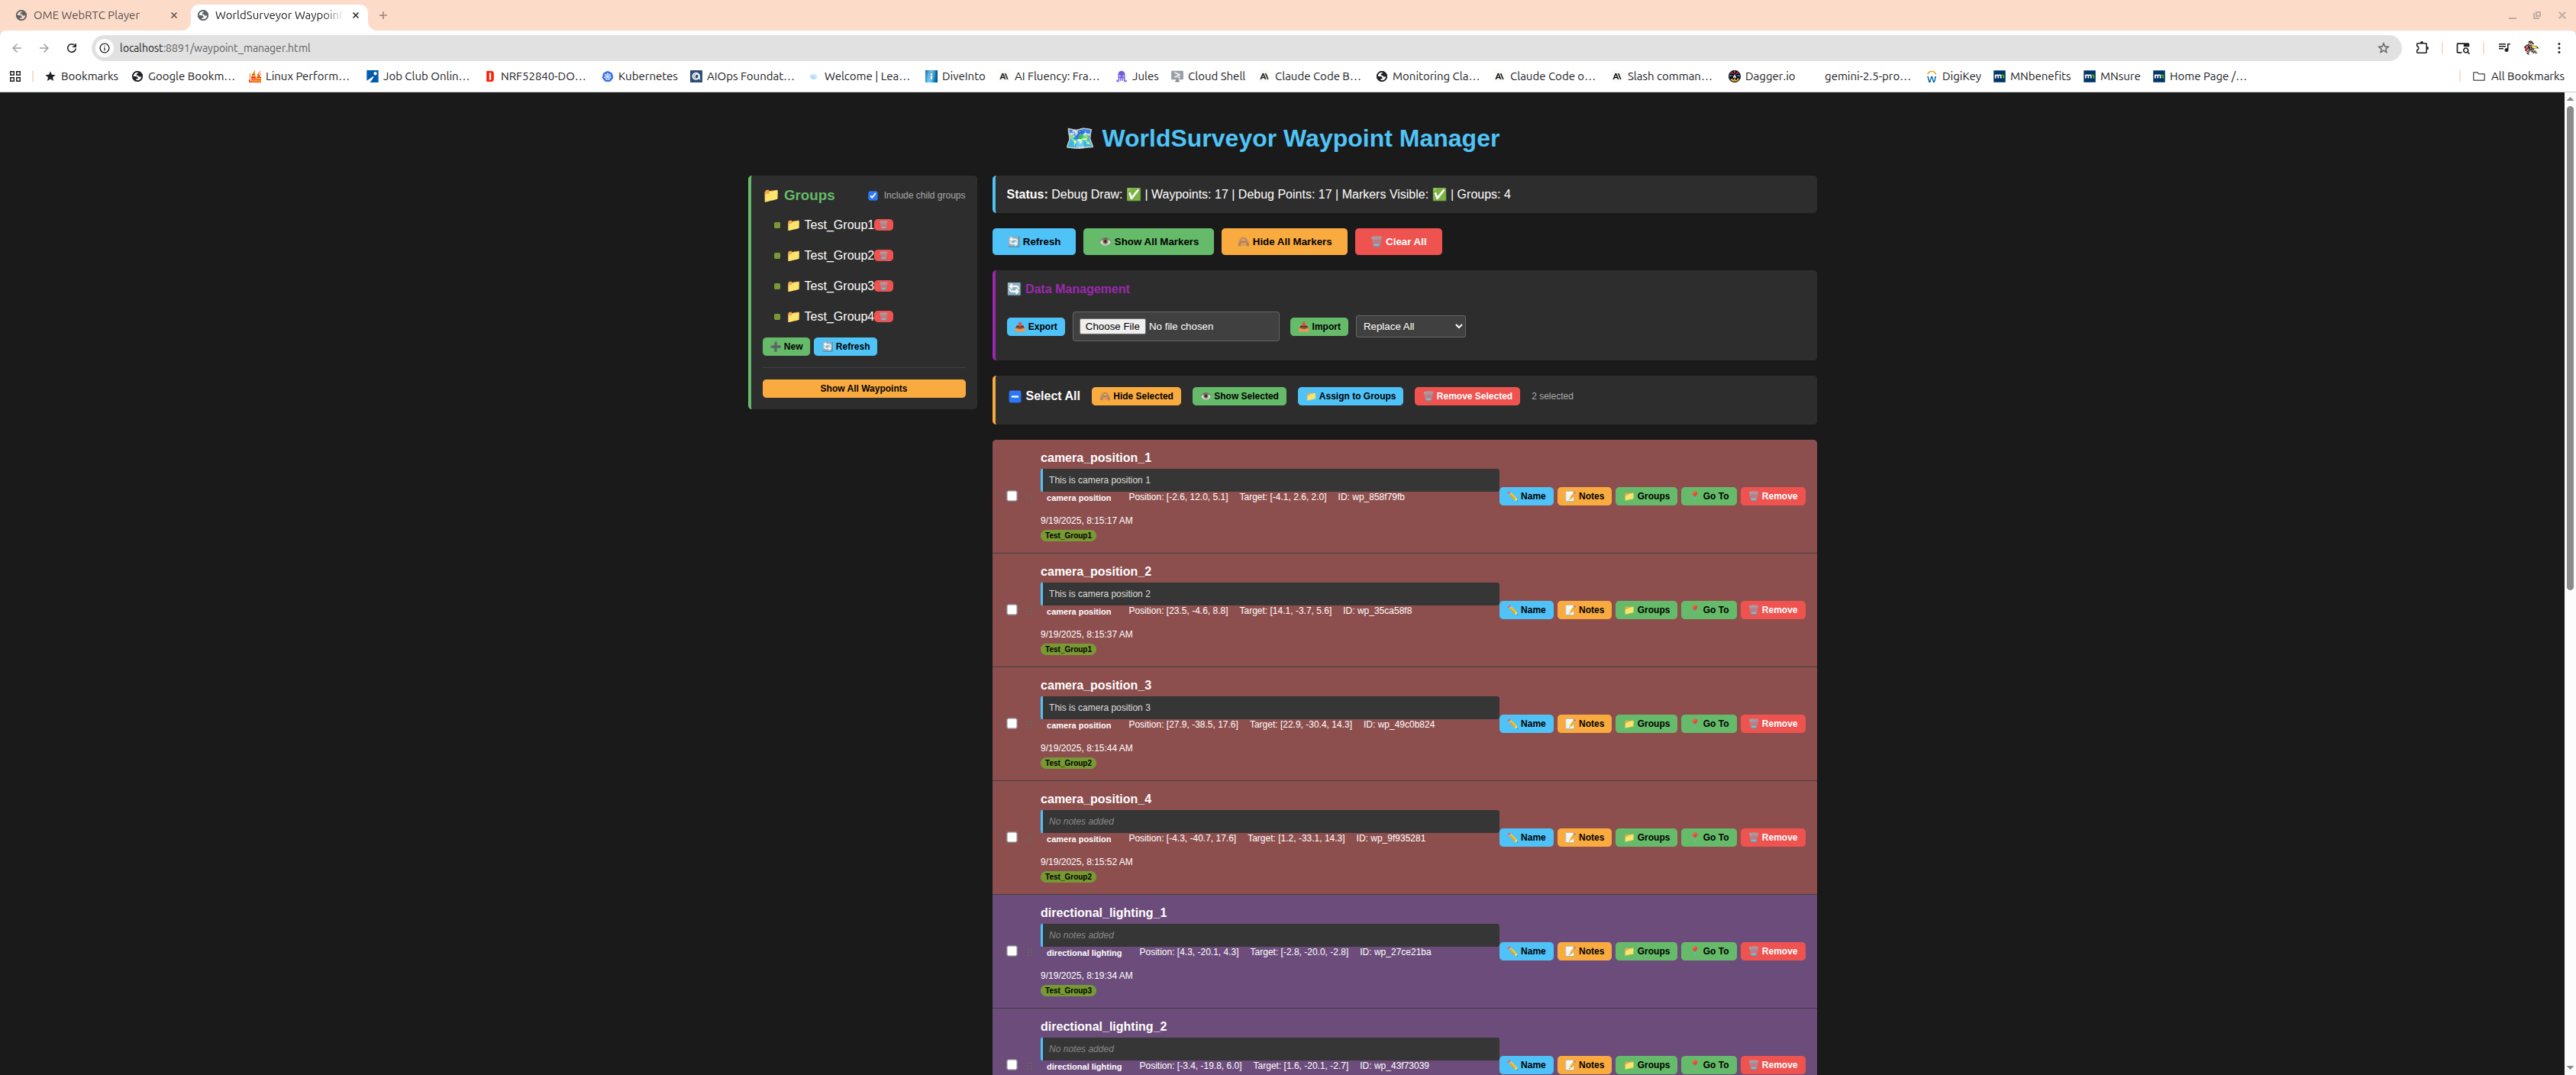 OME WebRTC Player
WorldSurveyor Waypoin
localhost:8891/waypoint_manager.html
Bookmarks Google Bookm... Linux Perform... Job Club Onlin... NRF52840-DO... Kubernetes AIOps Foundat... Welcome | Lea... DiveInto AI Fluency: Fra... Jules Cloud Shell Claude Code B... Monitoring Cla... Claude Code o... Slash comman... Dagger.io gemini-2.5-pro... DigiKey MNbenefits MNsure Home Page /... All Bookmarks
WorldSurveyor Waypoint Manager
Groups Include child groups
Test_Group1
Test_Group2
Test_Group3
Test_Group4
New Refresh
Show All Waypoints
Status: Debug Draw: ✅ | Waypoints: 17 | Debug Points: 17 | Markers Visible: ✅ | Groups: 4
Refresh Show All Markers Hide All Markers Clear All
Data Management
Export Choose File No file chosen Import Replace All
Select All Hide Selected Show Selected Assign to Groups Remove Selected 2 selected
camera_position_1
This is camera position 1
camera position Position: [-2.6, 12.0, 5.1] Target: [-4.1, 2.6, 2.0] ID: wp_858f79fb Name Notes Groups Go To Remove
9/19/2025, 8:15:17 AM
Test_Group1
camera_position_2
This is camera position 2
camera position Position: [23.5, -4.6, 8.8] Target: [14.1, -3.7, 5.6] ID: wp_35ca58f8 Name Notes Groups Go To Remove
9/19/2025, 8:15:37 AM
Test_Group1
camera_position_3
This is camera position 3
camera position Position: [27.9, -38.5, 17.6] Target: [22.9, -30.4, 14.3] ID: wp_49c0b824 Name Notes Groups Go To Remove
9/19/2025, 8:15:44 AM
Test_Group2
camera_position_4
No notes added
camera position Position: [-4.3, -40.7, 17.6] Target: [1.2, -33.1, 14.3] ID: wp_9f935281 Name Notes Groups Go To Remove
9/19/2025, 8:15:52 AM
Test_Group2
directional_lighting_1
No notes added
directional lighting Position: [4.3, -20.1, 4.3] Target: [-2.8, -20.0, -2.8] ID: wp_27ce21ba Name Notes Groups Go To Remove
9/19/2025, 8:19:34 AM
Test_Group3
directional_lighting_2
No notes added
directional lighting Position: [-3.4, -19.8, 6.0] Target: [1.6, -20.1, -2.7] ID: wp_43f73039 Name Notes Groups Go To Remove